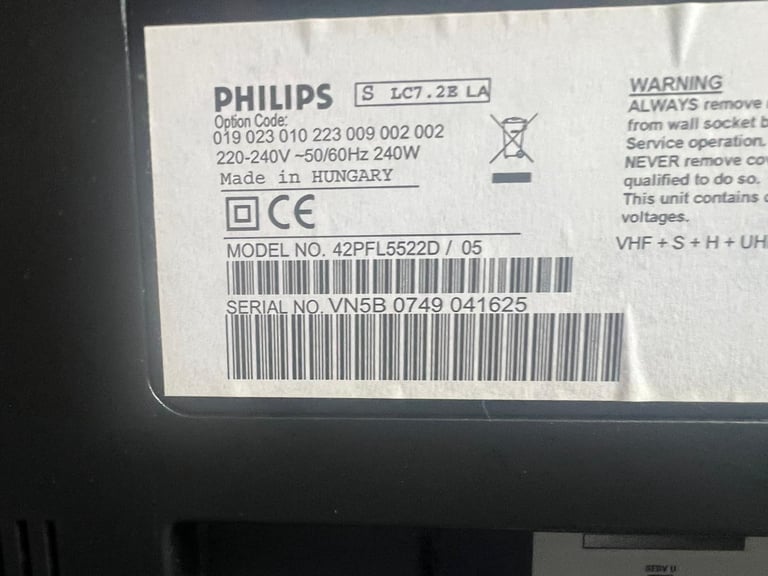 PHILIPS
S LC7.2E LA
Option Code:
019 023 010 223 009 002 002
220-240V ~50/60Hz 240W
Made in HUNGARY
CE
MODEL NO. 42PFL5522D / 05
SERIAL NO. VN5B 0749 041625
WARNING
ALWAYS remove
from wall socket
Service operation.
NEVER remove
qualified to do so.
This unit contains
voltages.
VHF + S + H +
SERV U